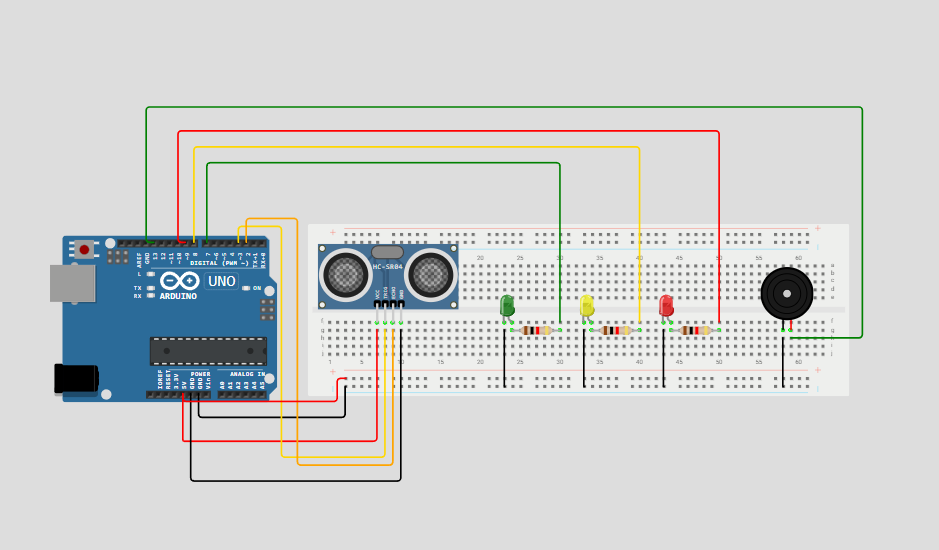 AREF
GND
13
12
~11
~10
~9
8
7
~6
~5
4
~3
2
TX→1
RX←0
DIGITAL (PWM ~)
L
TX
RX
UNO
ON
ARDUINO
IOREF
RESET
3.3V
5V
GND
GND
Vin
POWER
ANALOG IN
A0
A1
A2
A3
A4
A5
HC-SR04
VCC
TRIG
ECHO
GND
20 25 30 35 40 45 50 55 60
1 5 10 15 20 25 30 35 40 45 50 55 60